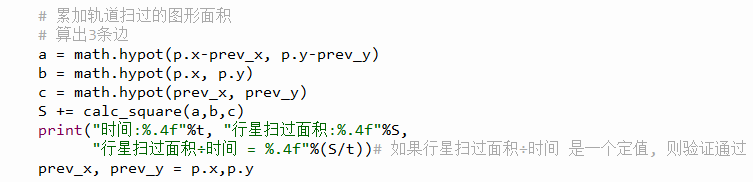 # 累加轨道扫过的图形面积
# 算出3条边
a = math.hypot(p.x-prev_x, p.y-prev_y)
b = math.hypot(p.x, p.y)
c = math.hypot(prev_x, prev_y)
S += calc_square(a,b,c)
print("时间:%.4f"%t, "行星扫过面积:%.4f"%S,
"行星扫过面积÷时间 = %.4f"%(S/t))# 如果行星扫过面积÷时间 是一个定值, 则验证通过
prev_x, prev_y = p.x,p.y